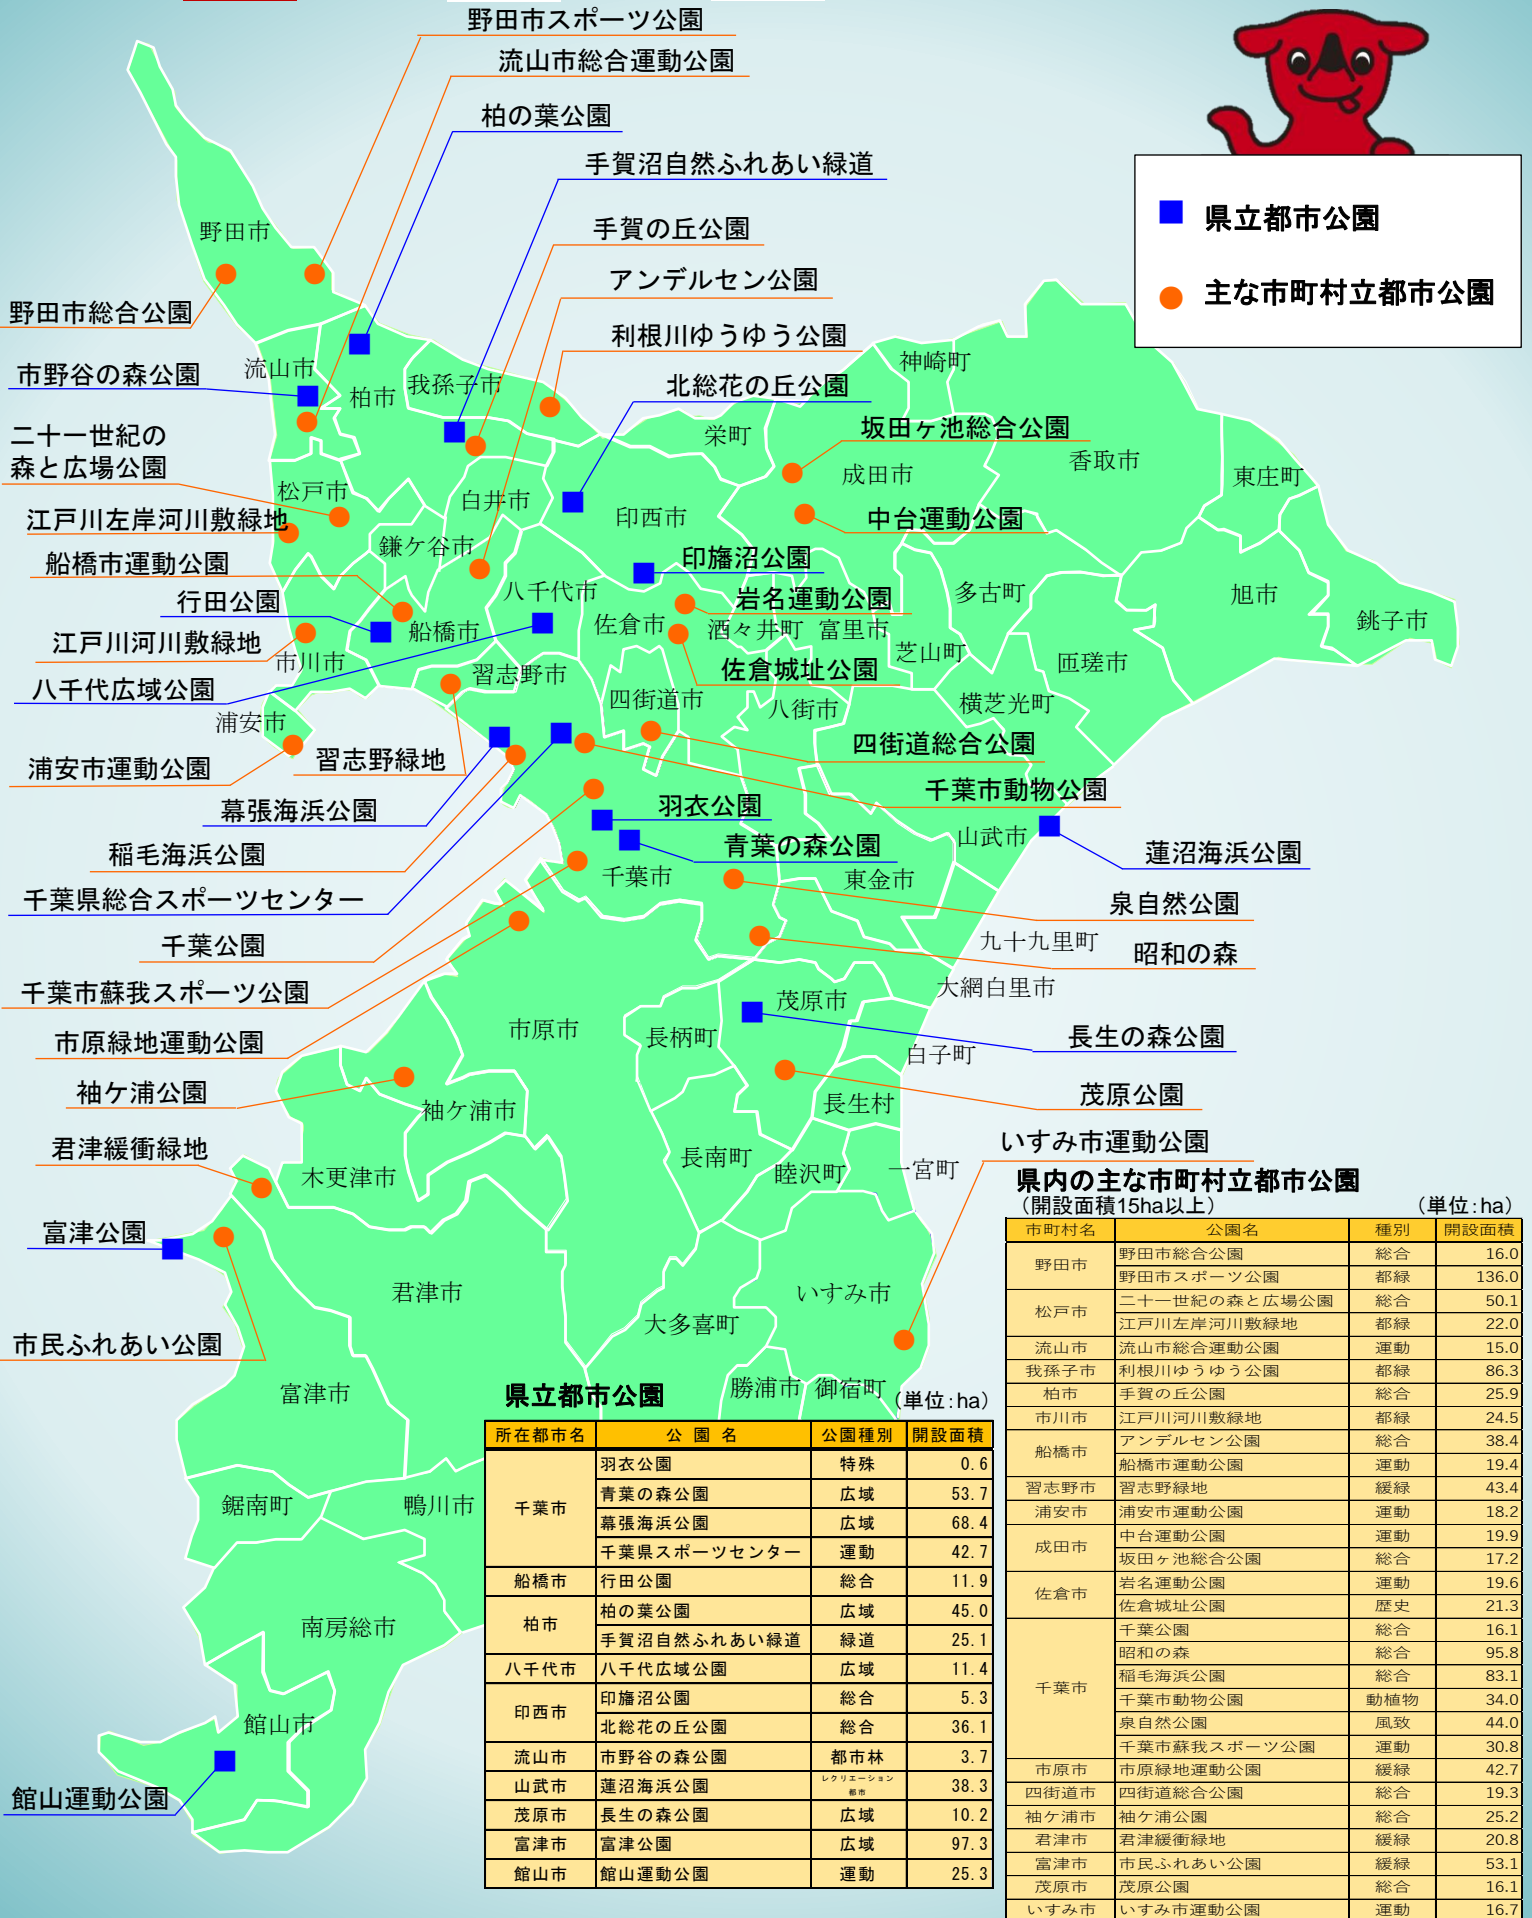 野田市スポーツ公園
流山市総合運動公園
柏の葉公園
手賀沼自然ふれあい緑道
手賀の丘公園
アンデルセン公園
利根川ゆうゆう公園
北総花の丘公園
坂田ヶ池総合公園
中台運動公園
印旛沼公園
岩名運動公園
佐倉城址公園
四街道総合公園
千葉市動物公園
羽衣公園
青葉の森公園
蓮沼海浜公園
泉自然公園
昭和の森
長生の森公園
茂原公園
いすみ市運動公園
野田市総合公園
市野谷の森公園
二十一世紀の
森と広場公園
江戸川左岸河川敷緑地
船橋市運動公園
行田公園
江戸川河川敷緑地
八千代広域公園
浦安市運動公園
習志野緑地
幕張海浜公園
稲毛海浜公園
千葉県総合スポーツセンター
千葉公園
千葉市蘇我スポーツ公園
市原緑地運動公園
袖ケ浦公園
君津緩衝緑地
富津公園
市民ふれあい公園
館山運動公園
県立都市公園
主な市町村立都市公園
野田市
流山市
柏市
我孫子市
神崎町
栄町
成田市
香取市
東庄町
松戸市
白井市
印西市
鎌ケ谷市
八千代市
船橋市
市川市
浦安市
習志野市
佐倉市
酒々井町
富里市
多古町
芝山町
旭市
銚子市
匝瑳市
横芝光町
四街道市
八街市
山武市
千葉市
東金市
九十九里町
大網白里市
茂原市
白子町
長柄町
長生村
市原市
長南町
睦沢町
一宮町
袖ケ浦市
木更津市
君津市
いすみ市
大多喜町
勝浦市
御宿町
富津市
鋸南町
鴨川市
南房総市
館山市
県立都市公園
(単位:ha)
所在都市名 公園名 公園種別 開設面積
千葉市 羽衣公園 特殊 0.6
青葉の森公園 広域 53.7
幕張海浜公園 広域 68.4
千葉県スポーツセンター 運動 42.7
船橋市 行田公園 総合 11.9
柏市 柏の葉公園 広域 45.0
手賀沼自然ふれあい緑道 緑道 25.1
八千代市 八千代広域公園 広域 11.4
印西市 印旛沼公園 総合 5.3
北総花の丘公園 総合 36.1
流山市 市野谷の森公園 都市林 3.7
山武市 蓮沼海浜公園 レクリエーション都市 38.3
茂原市 長生の森公園 広域 10.2
富津市 富津公園 広域 97.3
館山市 館山運動公園 運動 25.3
県内の主な市町村立都市公園
(開設面積15ha以上) (単位:ha)
市町村名 公園名 種別 開設面積
野田市 野田市総合公園 総合 16.0
野田市スポーツ公園 都緑 136.0
松戸市 二十一世紀の森と広場公園 総合 50.1
江戸川左岸河川敷緑地 都緑 22.0
流山市 流山市総合運動公園 運動 15.0
我孫子市 利根川ゆうゆう公園 都緑 86.3
柏市 手賀の丘公園 総合 25.9
市川市 江戸川河川敷緑地 都緑 24.5
船橋市 アンデルセン公園 総合 38.4
船橋市運動公園 運動 19.4
習志野市 習志野緑地 緩緑 43.4
浦安市 浦安市運動公園 運動 18.2
成田市 中台運動公園 運動 19.9
坂田ヶ池総合公園 総合 17.2
佐倉市 岩名運動公園 運動 19.6
佐倉城址公園 歴史 21.3
千葉市 千葉公園 総合 16.1
昭和の森 総合 95.8
稲毛海浜公園 総合 83.1
千葉市動物公園 動植物 34.0
泉自然公園 風致 44.0
千葉市蘇我スポーツ公園 運動 30.8
市原市 市原緑地運動公園 緩緑 42.7
四街道市 四街道総合公園 総合 19.3
袖ケ浦市 袖ケ浦公園 総合 25.2
君津市 君津緩衝緑地 緩緑 20.8
富津市 市民ふれあい公園 緩緑 53.1
茂原市 茂原公園 総合 16.1
いすみ市 いすみ市運動公園 運動 16.7